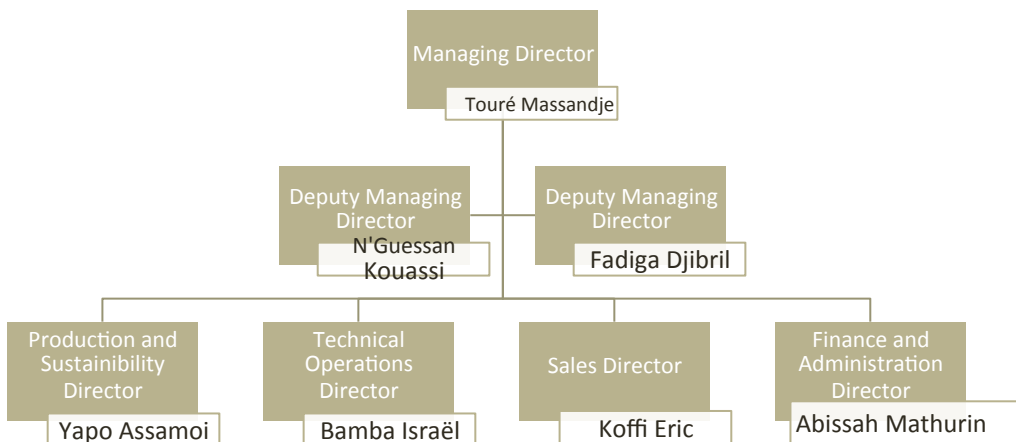 Managing Director
Touré Massandje
Deputy Managing
Director
N'Guessan
Kouassi
Deputy Managing
Director
Fadiga Djibril
Production and
Sustainibility
Director
Yapo Assamoi
Technical
Operations
Director
Bamba Israël
Sales Director
Koffi Eric
Finance and
Administration
Director
Abissah Mathurin